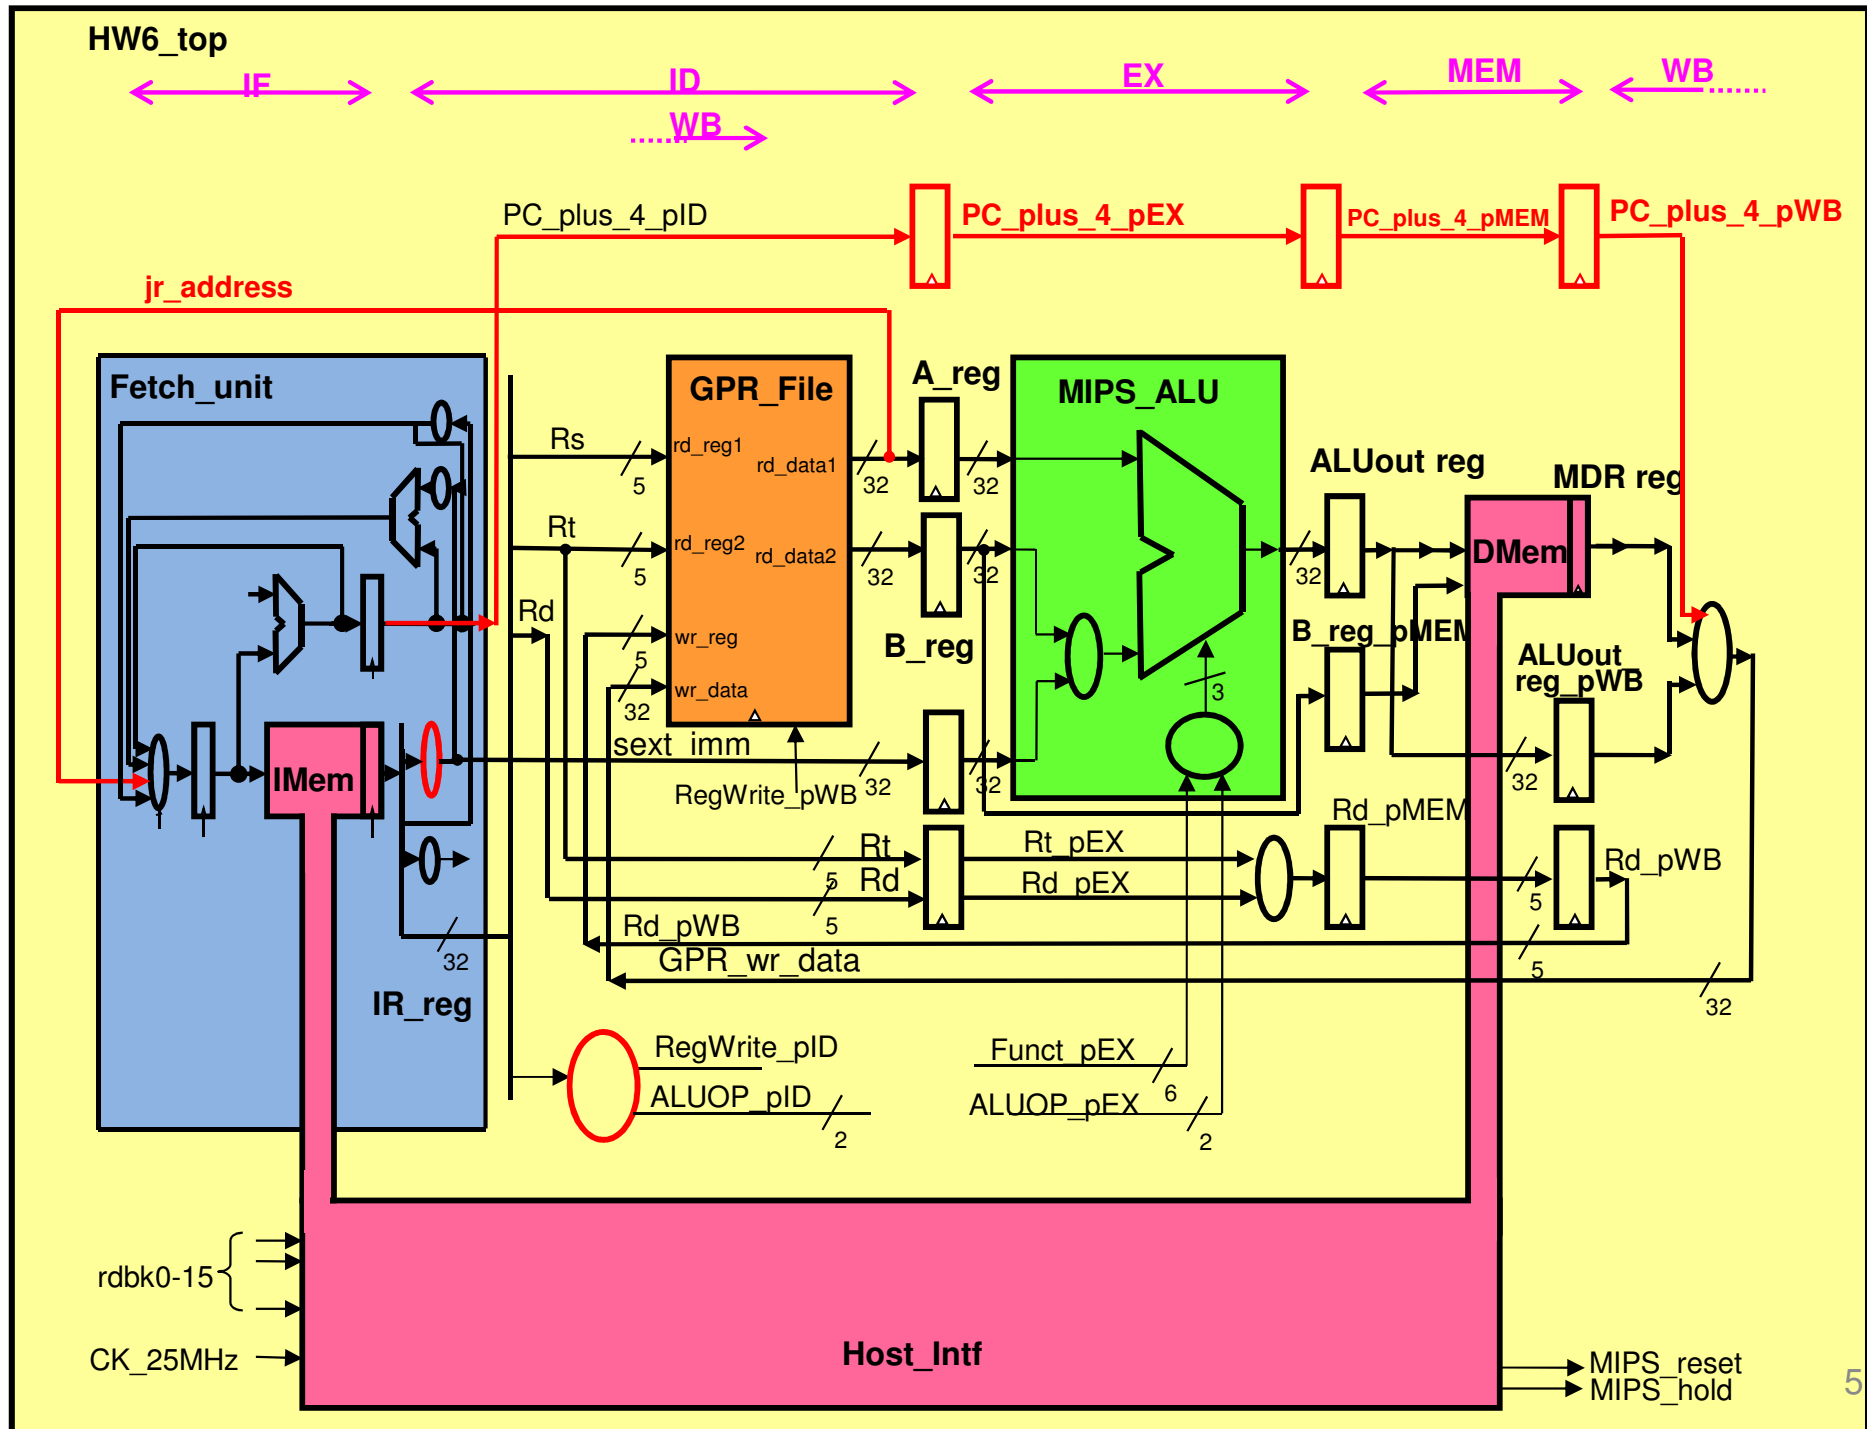 HW6_top
IF
ID
EX
MEM
WB
WB
PC_plus_4_pID
PC_plus_4_pEX
PC_plus_4_pMEM
PC_plus_4_pWB
jr_address
Fetch_unit
GPR_File
A_reg
MIPS_ALU
Rs
rd_reg1
rd_data1
5
32
32
ALUout reg
MDR reg
Rt
rd_reg2
rd_data2
5
32
32
32
DMem
Rd
wr_reg
5
B_reg
B_reg_pMEM
ALUout_
reg_pWB
wr_data
32
3
sext_imm
IMem
RegWrite_pWB
32
32
32
Rd_pMEM
Rt
Rt_pEX
5
Rd
Rd_pEX
5
Rd_pWB
5
Rd_pWB
32
GPR_wr_data
5
32
IR_reg
RegWrite_pID
ALUOP_pID
2
Funct_pEX
6
ALUOP_pEX
2
rdbk0-15
CK_25MHz
Host_Intf
MIPS_reset
MIPS_hold
5